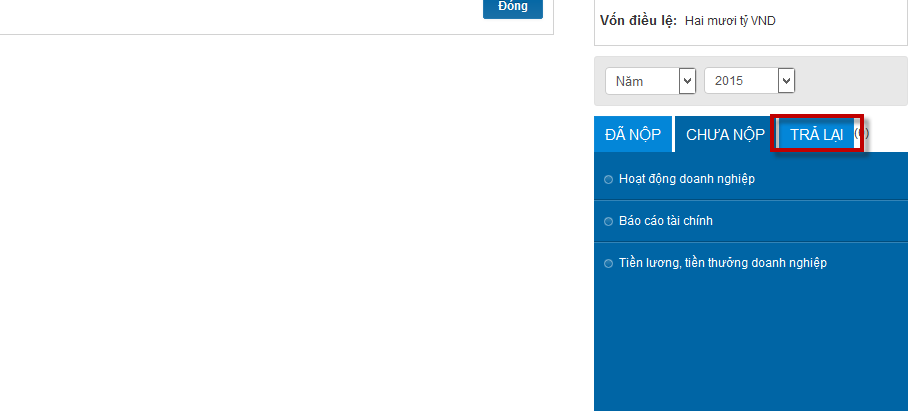 Đóng
Vốn điều lệ: Hai mươi tỷ VND
Năm 2015
ĐÃ NỘP CHƯA NỘP TRẢ LẠI
Hoạt động doanh nghiệp
Báo cáo tài chính
Tiền lương, tiền thưởng doanh nghiệp